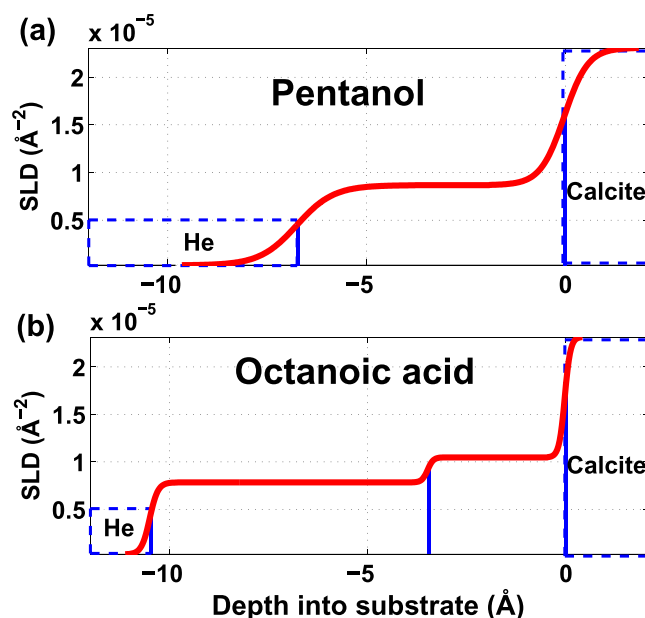 (a)
x 10⁻⁵
Pentanol
SLD (Å⁻²)
2
1.5
1
0.5
He
Calcite
−10
−5
0
(b)
x 10⁻⁵
Octanoic acid
SLD (Å⁻²)
2
1.5
1
0.5
He
Calcite
−10
−5
0
Depth into substrate (Å)